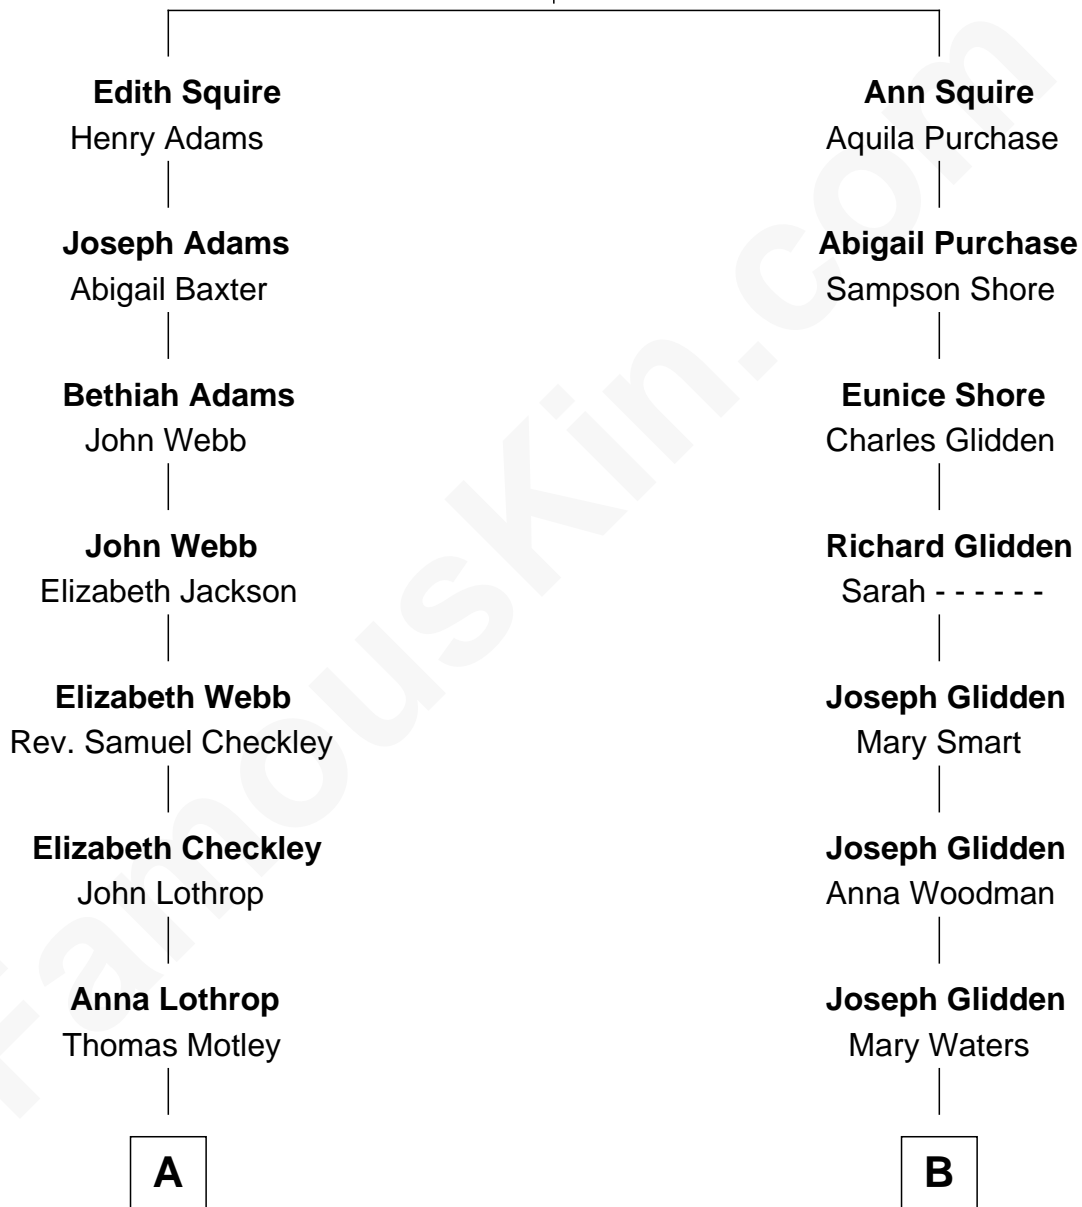 Edith Squire
Henry Adams
Joseph Adams
Abigail Baxter
Bethiah Adams
John Webb
John Webb
Elizabeth Jackson
Elizabeth Webb
Rev. Samuel Checkley
Elizabeth Checkley
John Lothrop
Anna Lothrop
Thomas Motley
A
Ann Squire
Aquila Purchase
Abigail Purchase
Sampson Shore
Eunice Shore
Charles Glidden
Richard Glidden
Sarah - - - - - -
Joseph Glidden
Mary Smart
Joseph Glidden
Anna Woodman
Joseph Glidden
Mary Waters
B
FamousKin.com